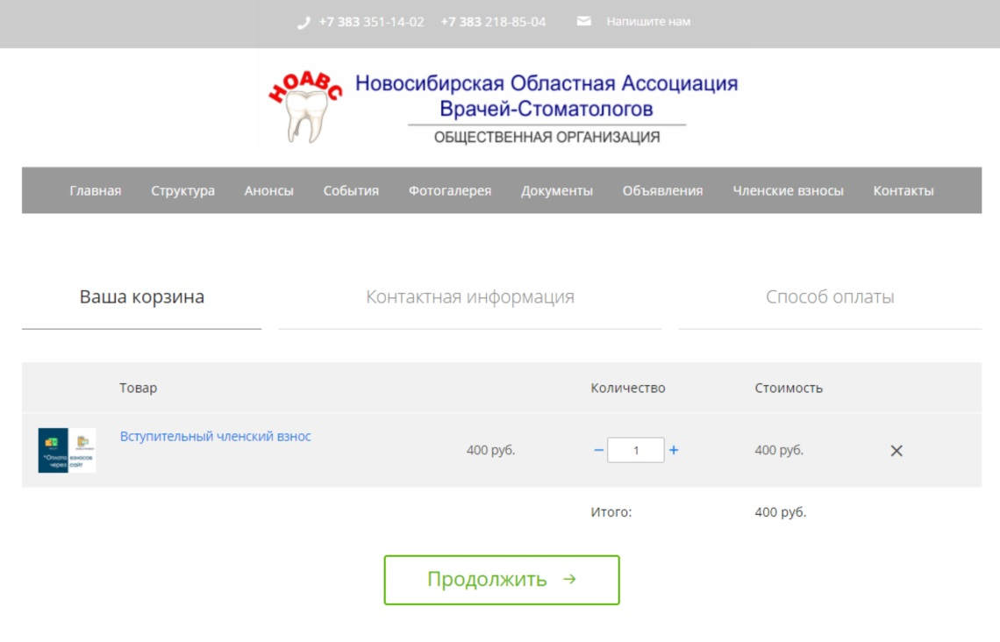 +7 383 351-14-02 +7 383 218-85-04 Напишите нам
НОАВС
Новосибирская Областная Ассоциация
Врачей-Стоматологов
ОБЩЕСТВЕННАЯ ОРГАНИЗАЦИЯ
Главная Структура Анонсы События Фотогалерея Документы Объявления Членские взносы Контакты
Ваша корзина Контактная информация Способ оплаты
Товар Количество Стоимость
Вступительный членский взнос
400 руб. − 1 + 400 руб. ×
*Оплата взносов
через сайт
Итого: 400 руб.
Продолжить →